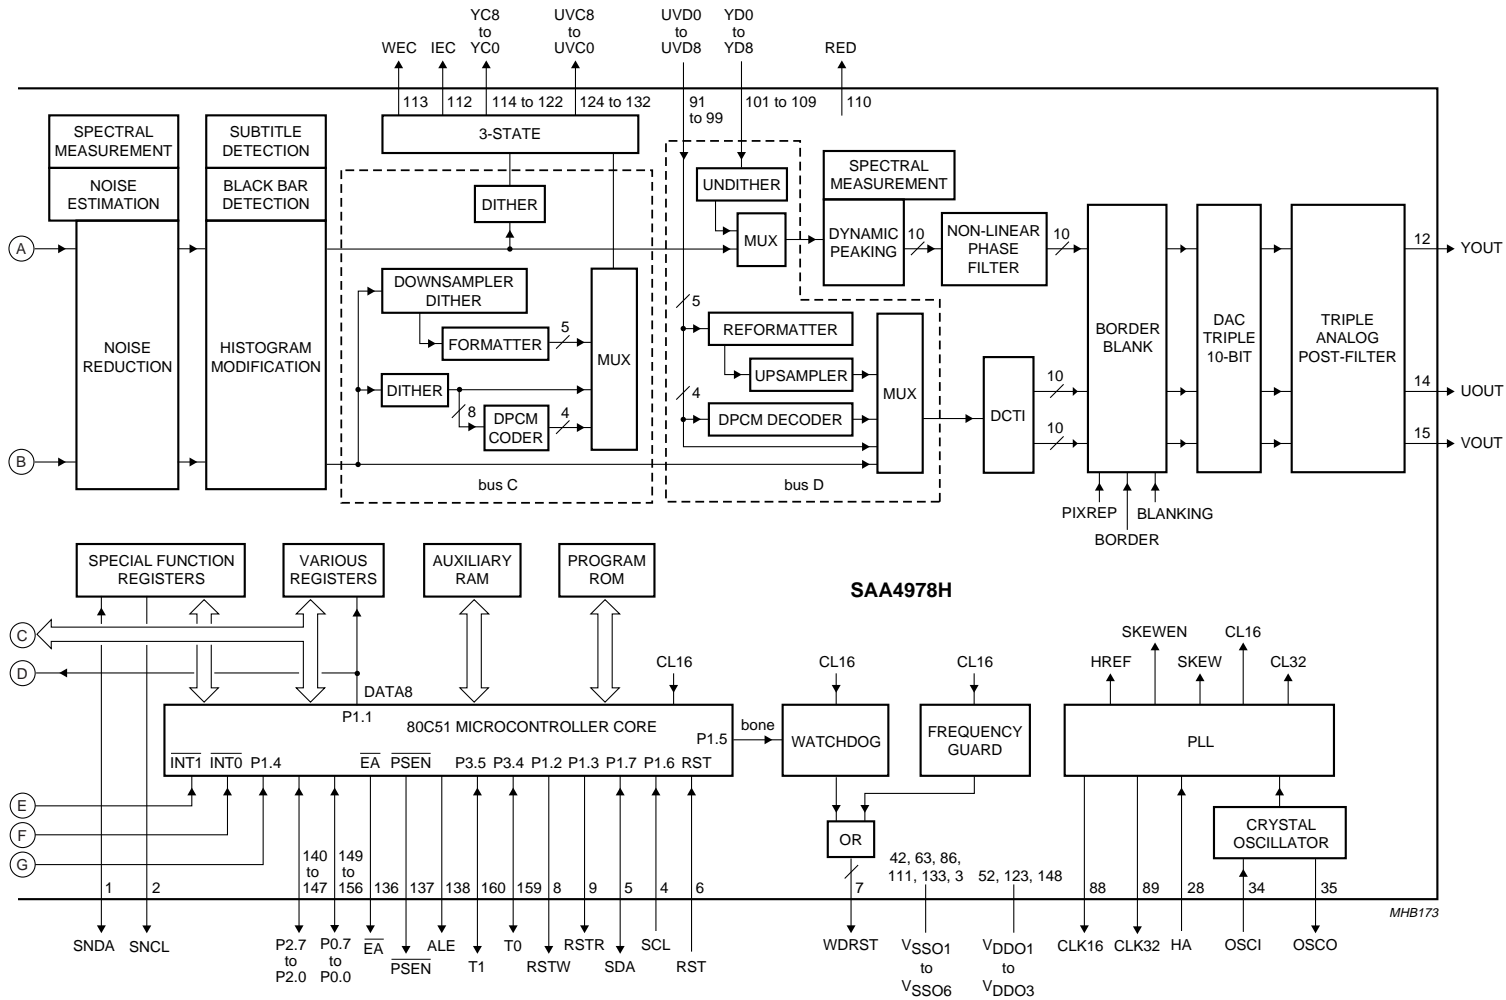 YC8
to
YC0
UVC8
to
UVC0
UVD0
to
UVD8
YD0
to
YD8
WEC
IEC
RED
113
112
114 to 122
124 to 132
91
to 99
101 to 109
110
3-STATE
SPECTRAL
MEASUREMENT
NOISE
ESTIMATION
NOISE
REDUCTION
SUBTITLE
DETECTION
BLACK BAR
DETECTION
HISTOGRAM
MODIFICATION
A
B
DITHER
DOWNSAMPLER
DITHER
FORMATTER
5
DITHER
8
DPCM
CODER
4
MUX
bus C
UNDITHER
MUX
5
REFORMATTER
UPSAMPLER
4
DPCM DECODER
MUX
bus D
SPECTRAL
MEASUREMENT
DYNAMIC
PEAKING
10
NON-LINEAR
PHASE
FILTER
10
DCTI
10
10
BORDER
BLANK
PIXREP
BLANKING
BORDER
DAC
TRIPLE
10-BIT
TRIPLE
ANALOG
POST-FILTER
12
YOUT
14
UOUT
15
VOUT
SPECIAL FUNCTION
REGISTERS
VARIOUS
REGISTERS
AUXILIARY
RAM
PROGRAM
ROM
SAA4978H
C
D
DATA8
CL16
CL16
CL16
P1.1
80C51 MICROCONTROLLER CORE
P1.5
bone
INT1 INT0 P1.4 EA PSEN P3.5 P3.4 P1.2 P1.3 P1.7 P1.6 RST
WATCHDOG
FREQUENCY
GUARD
OR
SKEWEN
CL16
HREF
SKEW
CL32
PLL
CRYSTAL
OSCILLATOR
E
F
G
1
2
140
to
147
149
to
156
136
137
138
160
159
8
9
5
4
6
7
42, 63, 86,
111, 133, 3
52, 123, 148
88
89
28
34
35
MHB173
SNDA
SNCL
P2.7
to
P2.0
P0.7
to
P0.0
EA
PSEN
ALE
T1
T0
RSTW
RSTR
SDA
SCL
RST
WDRST
VSSO1
to
VSSO6
VDDO1
to
VDDO3
CLK16
CLK32
HA
OSCI
OSCO